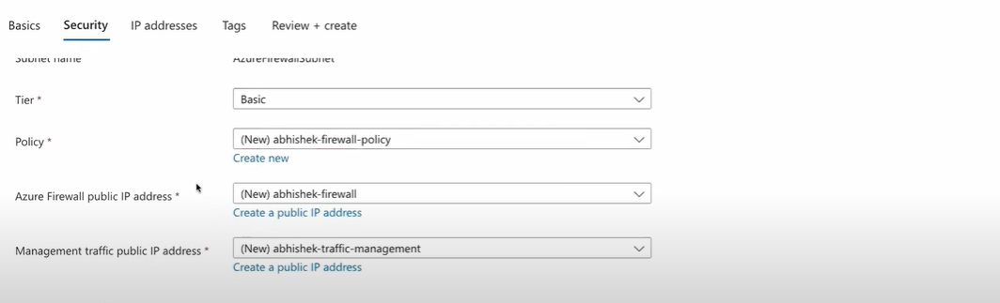 Basics Security IP addresses Tags Review + create
Subnet name AzureFirewallSubnet
Tier * Basic
Policy * (New) abhishek-firewall-policy
Create new
Azure Firewall public IP address * (New) abhishek-firewall
Create a public IP address
Management traffic public IP address * (New) abhishek-traffic-management
Create a public IP address